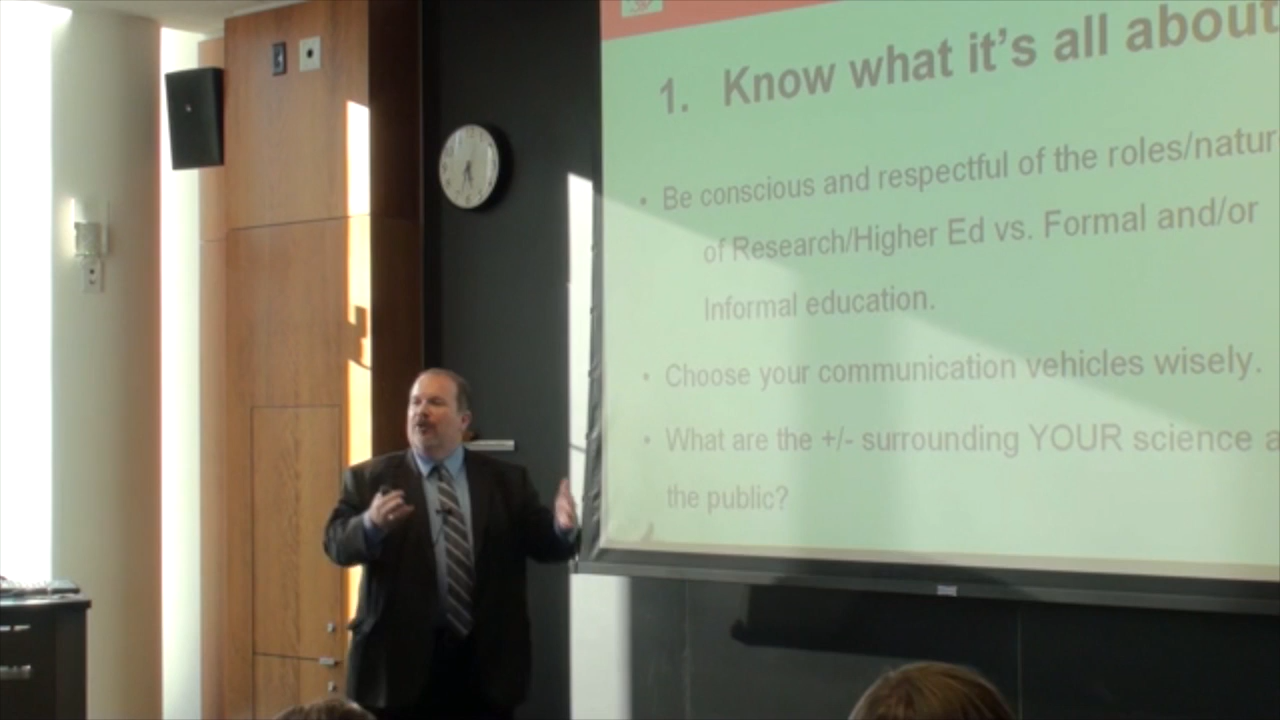 1. Know what it's all about
• Be conscious and respectful of the roles/natur
of Research/Higher Ed vs. Formal and/or
Informal education.
• Choose your communication vehicles wisely.
• What are the +/- surrounding YOUR science a
the public?